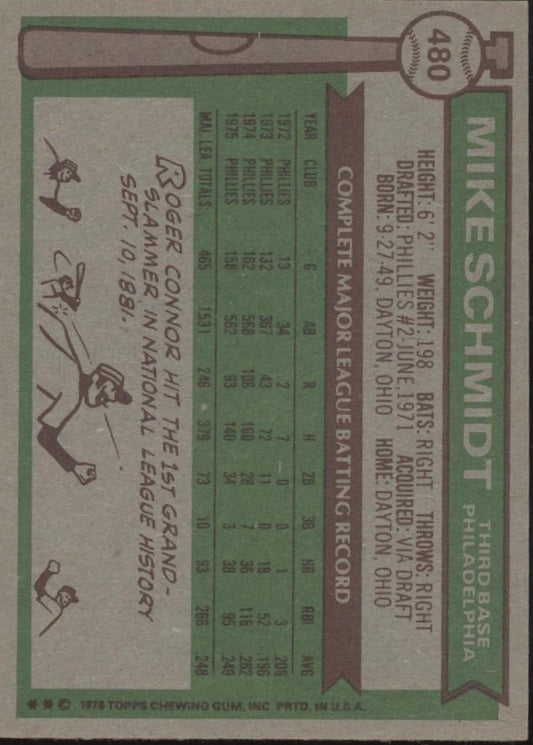 480
MIKE SCHMIDT THIRD BASE
PHILADELPHIA
HEIGHT: 6' 2" WEIGHT: 198 BATS: RIGHT THROWS: RIGHT
DRAFTED: PHILLIES #2-JUNE, 1971 ACQUIRED: VIA DRAFT
BORN: 9-27-49, DAYTON, OHIO HOME: DAYTON, OHIO
COMPLETE MAJOR LEAGUE BATTING RECORD
YEAR CLUB G AB R H 2B 3B HR RBI AVG
1972 PHILLIES 13 34 2 7 0 0 1 3 .206
1973 PHILLIES 132 367 43 72 11 0 18 52 .196
1974 PHILLIES 162 568 108 160 28 7 36 116 .282
1975 PHILLIES 158 562 93 140 34 3 38 95 .249
MAJ. LEA. TOTALS 465 1531 246 379 73 10 93 266 .248
ROGER CONNOR HIT THE 1ST GRAND-
SLAMMER IN NATIONAL LEAGUE HISTORY
SEPT. 10, 1881.
**© 1976 TOPPS CHEWING GUM, INC. PRTD. IN U.S.A.